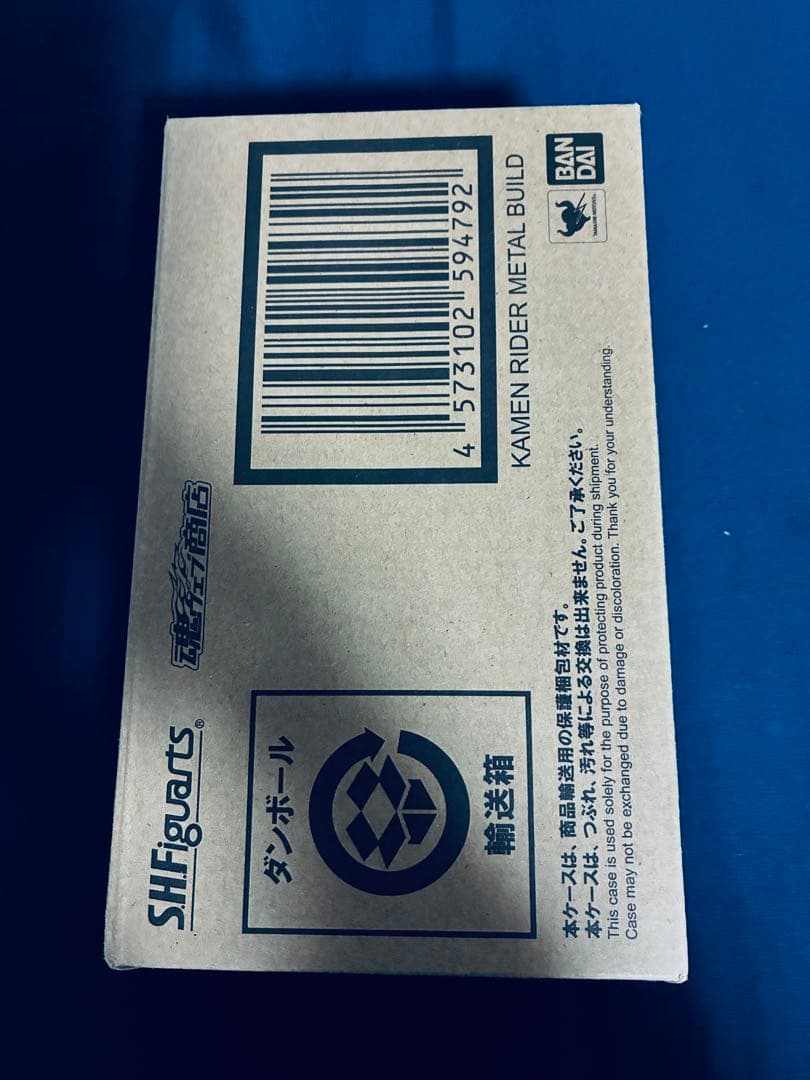 S.H.Figuarts®
魂ウェブ商店
ダンボール
輸送箱
4 573102 594792
KAMEN RIDER METAL BUILD
BAN
DAI
本ケースは、商品輸送用の保護梱包材です。
本ケースは、つぶれ、汚れ等による交換は出来ません。ご了承ください。
This case is used solely for the purpose of protecting product during shipment.
Case may not be exchanged due to damage or discoloration. Thank you for your understanding.